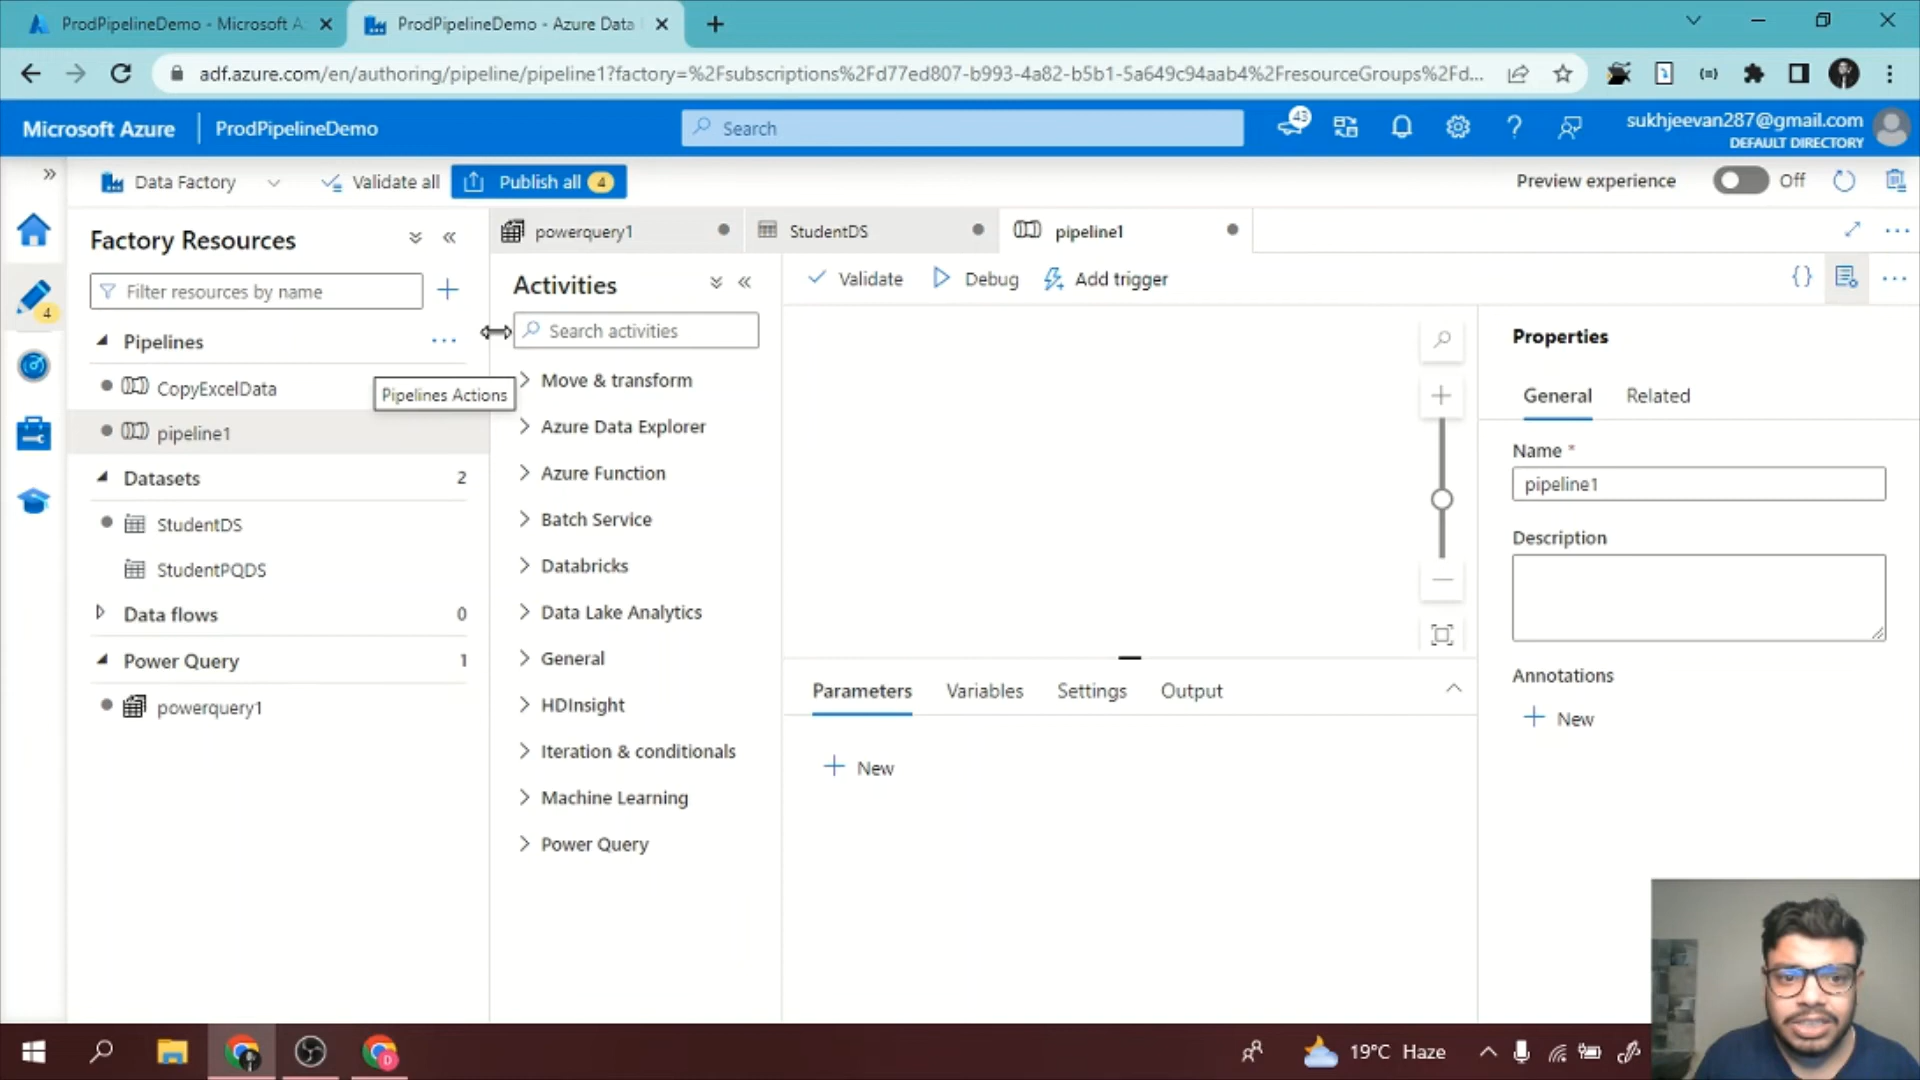 ProdPipelineDemo - Microsoft A
ProdPipelineDemo - Azure Data
adf.azure.com/en/authoring/pipeline/pipeline1?factory=%2Fsubscriptions%2Fd77ed807-b993-4a82-b5b1-5a649c94aab4%2FresourceGroups%2Fd...
Microsoft Azure
ProdPipelineDemo
Search
43
sukhjeevan287@gmail.com
DEFAULT DIRECTORY
Data Factory
Validate all
Publish all 4
Preview experience
Off
4
Factory Resources
Filter resources by name
Pipelines
Pipelines Actions
CopyExcelData
pipeline1
Datasets 2
StudentDS
StudentPQDS
Data flows 0
Power Query 1
powerquery1
powerquery1
StudentDS
pipeline1
Activities
Search activities
Move & transform
Azure Data Explorer
Azure Function
Batch Service
Databricks
Data Lake Analytics
General
HDInsight
Iteration & conditionals
Machine Learning
Power Query
Validate
Debug
Add trigger
Parameters
Variables
Settings
Output
New
Properties
General
Related
Name *
pipeline1
Description
Annotations
New
D
19°C Haze